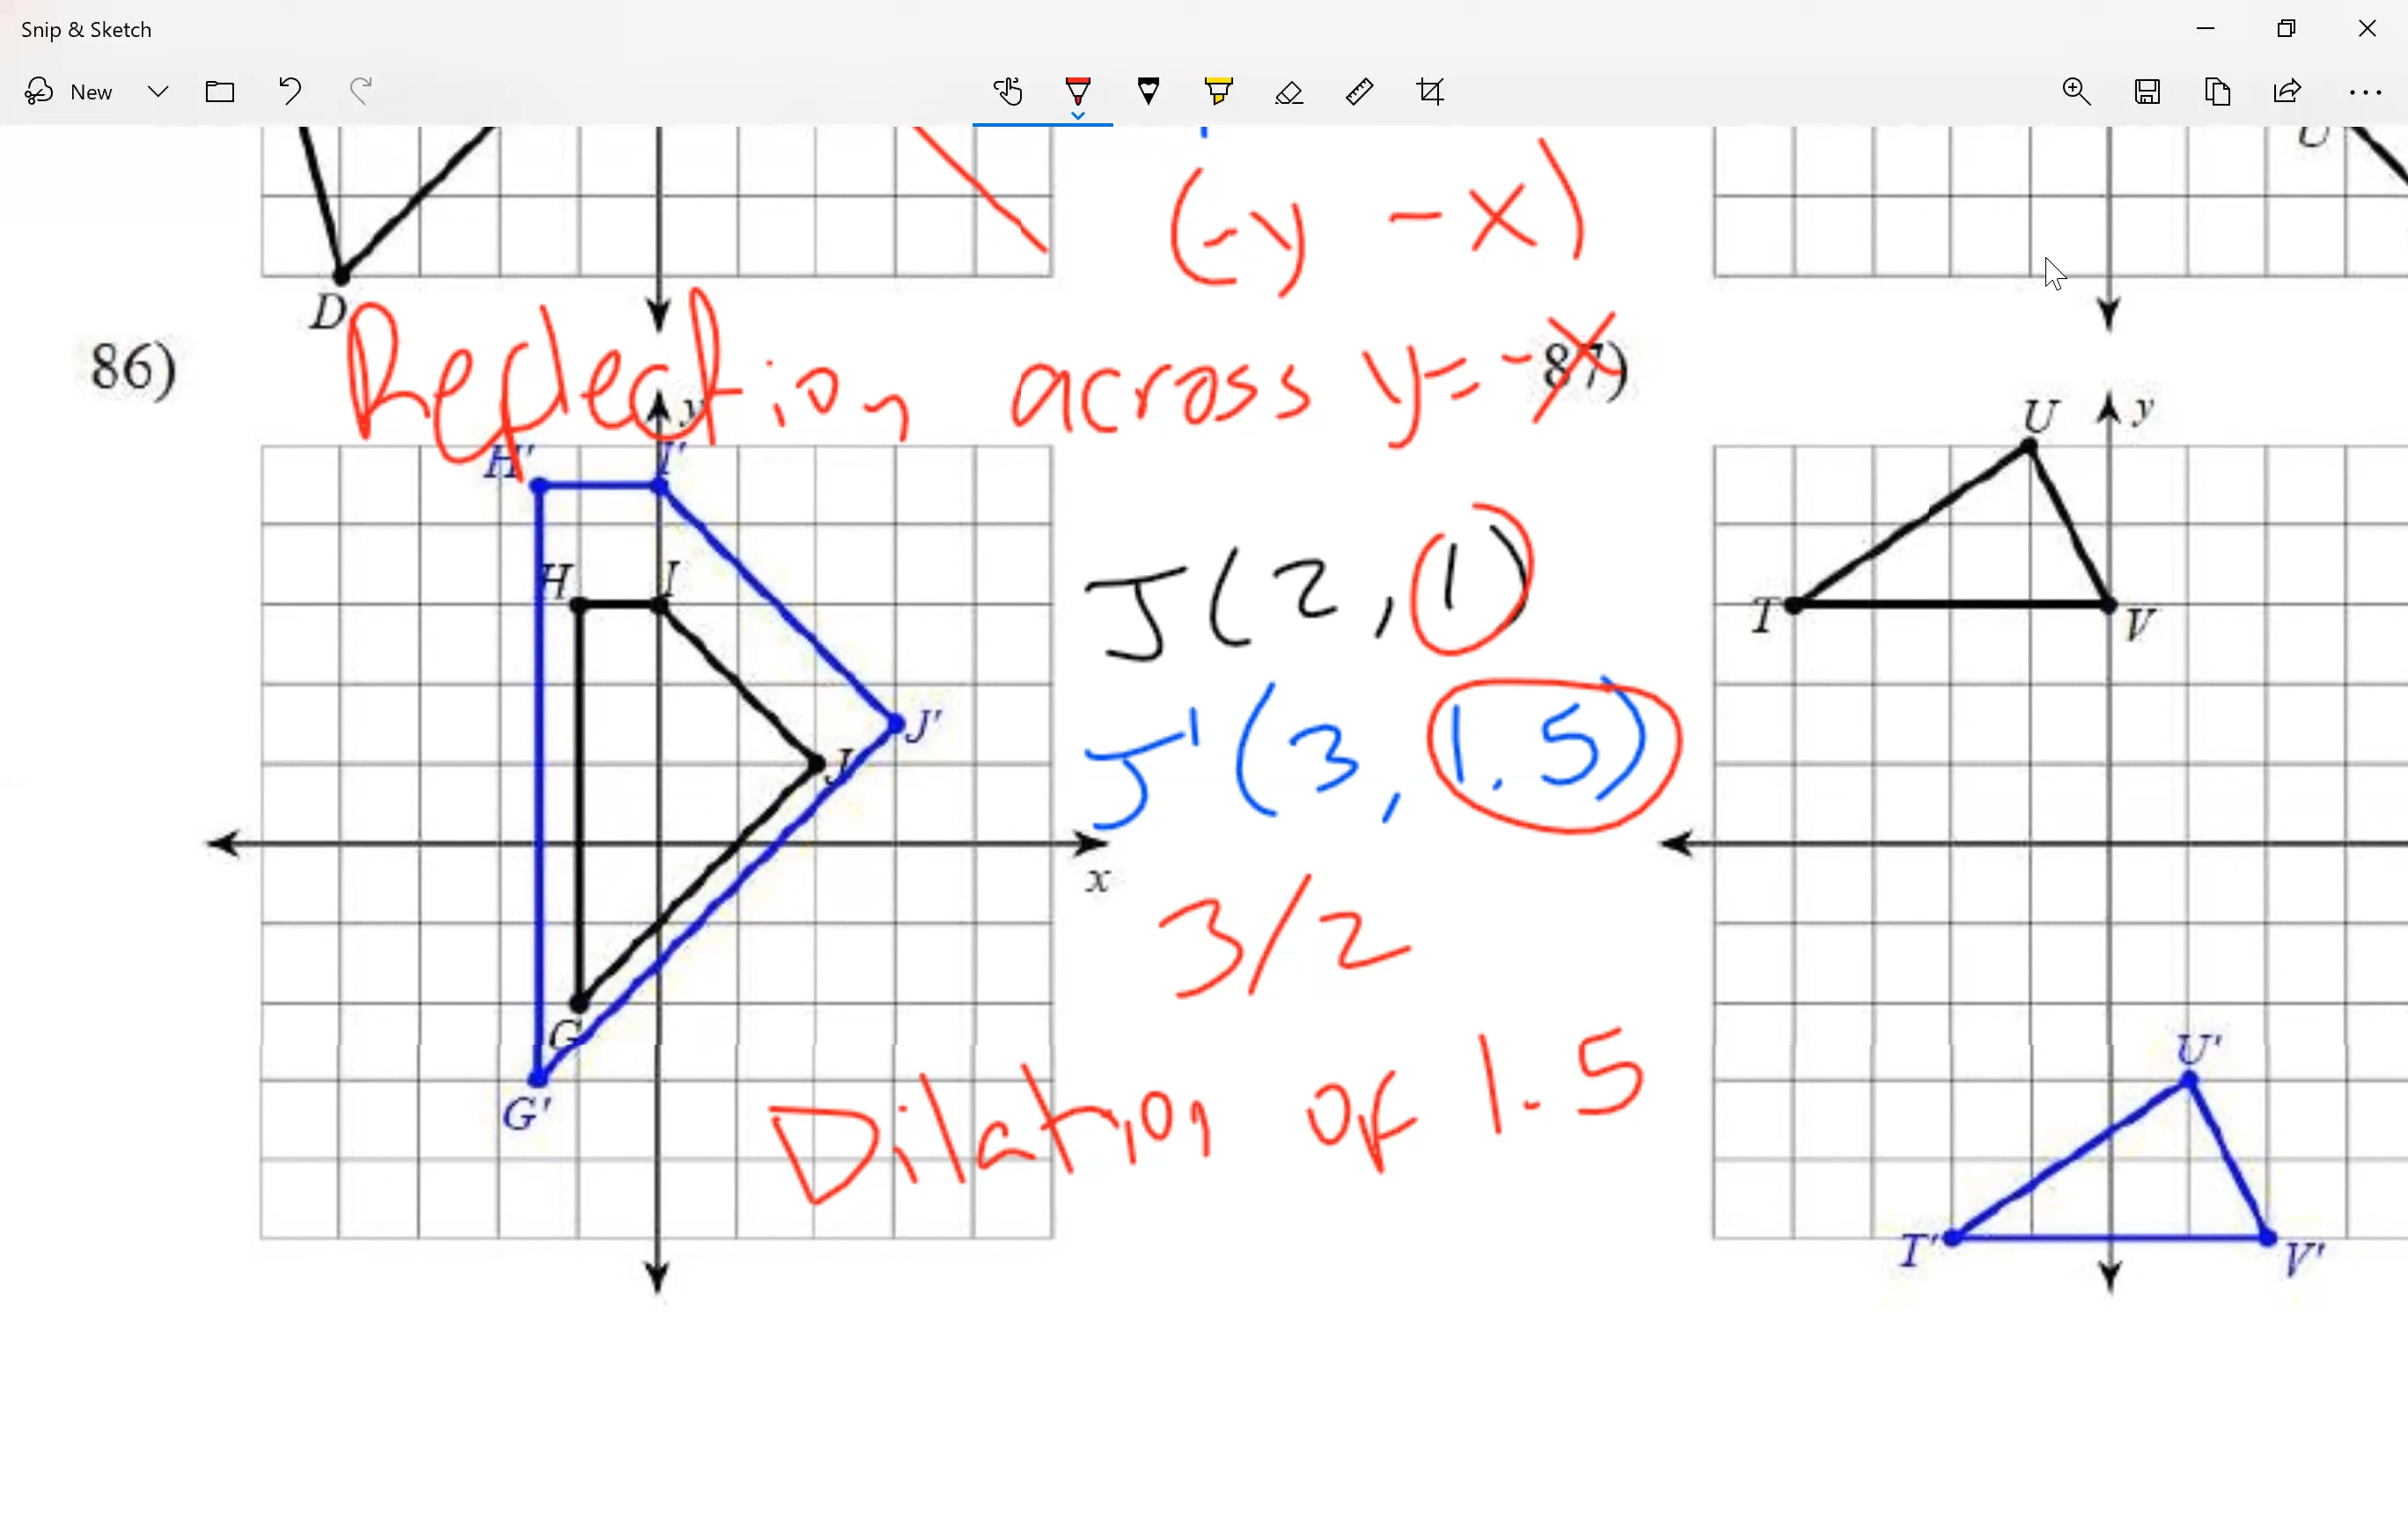 Snip & Sketch
New
U
(-y -x)
D
86)
Reflection across y=-x
87)
y
H'
I'
U
y
H
I
J(2, 1)
T
V
J'
J
J'(3, 1.5)
x
3/2
G
G'
Dilation of 1.5
U'
T'
V'